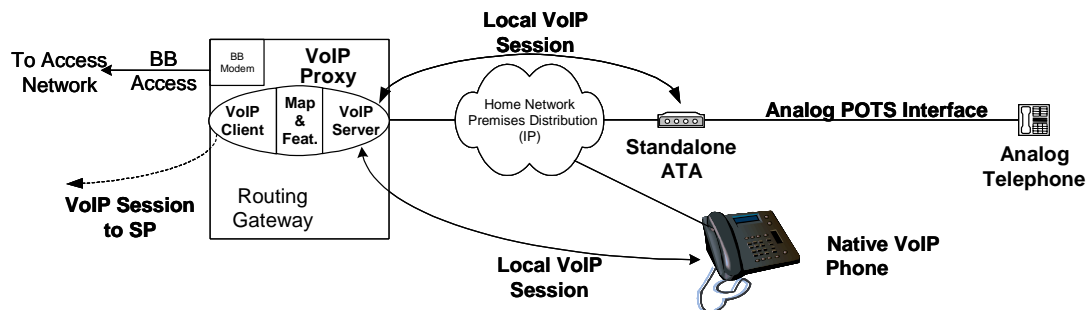 Local VoIP
Session
To Access
Network
BB
Access
BB
Modem
VoIP
Proxy
VoIP
Client
Map
&
Feat.
VoIP
Server
Home Network
Premises Distribution
(IP)
Analog POTS Interface
Standalone
ATA
Analog
Telephone
VoIP Session
to SP
Routing
Gateway
Local VoIP
Session
Native VoIP
Phone